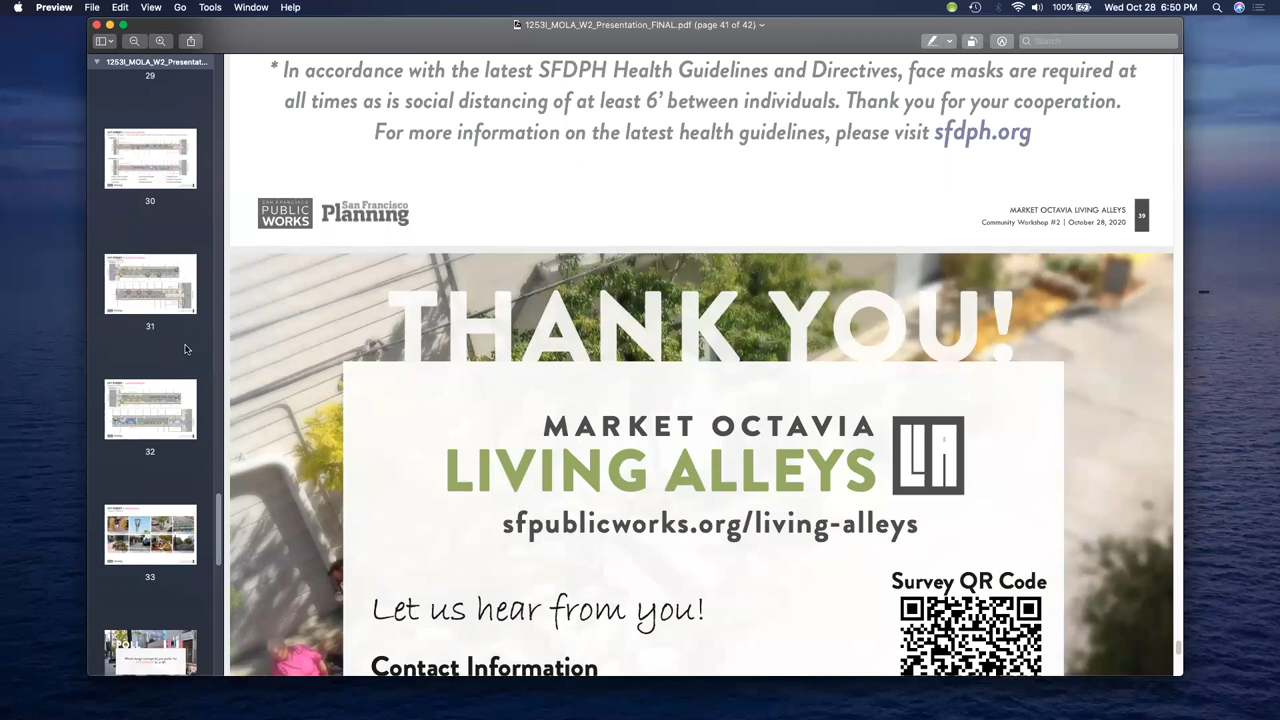 Preview File Edit View Go Tools Window Help
100% Wed Oct 28 6:50 PM
1253I_MOLA_W2_Presentation_FINAL.pdf (page 41 of 42)
Search
1253I_MOLA_W2_Presentat...
29
30
31
32
33
POLL
* In accordance with the latest SFDPH Health Guidelines and Directives, face masks are required at
all times as is social distancing of at least 6’ between individuals. Thank you for your cooperation.
For more information on the latest health guidelines, please visit sfdph.org
SAN FRANCISCO
PUBLIC
WORKS
San Francisco
Planning
MARKET OCTAVIA LIVING ALLEYS
Community Workshop #2 | October 28, 2020
39
THANK YOU!
MARKET OCTAVIA
LIVING ALLEYS
LA
sfpublicworks.org/living-alleys
Survey QR Code
Let us hear from you!
Contact Information